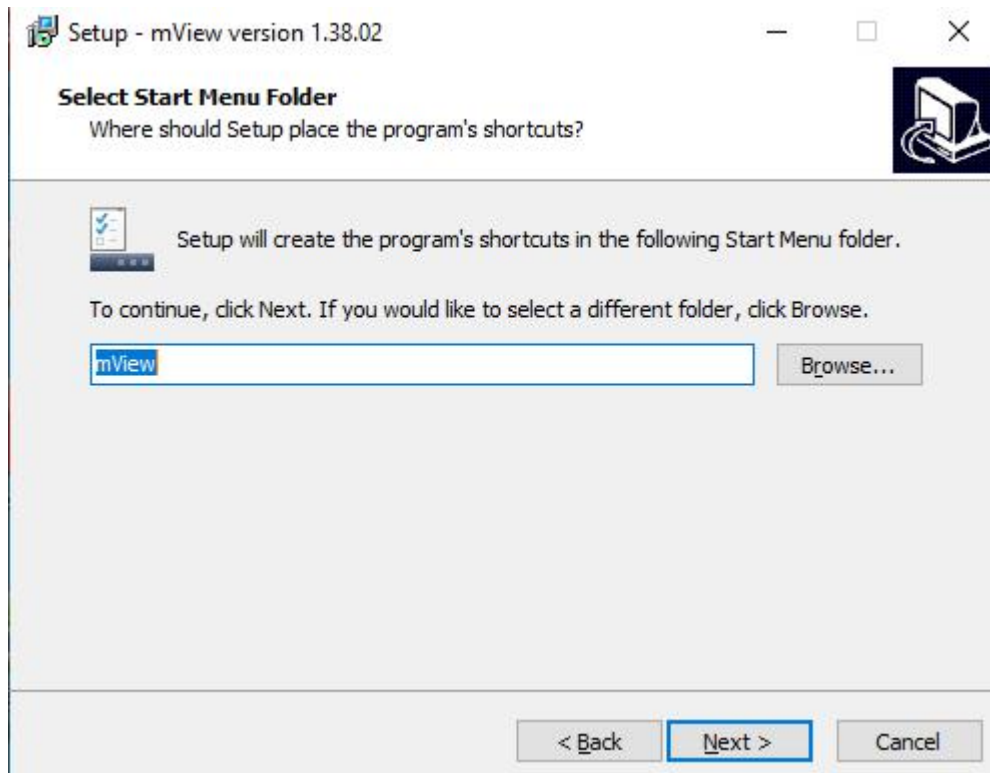 Setup - mView version 1.38.02
Select Start Menu Folder
Where should Setup place the program's shortcuts?
Setup will create the program's shortcuts in the following Start Menu folder.
To continue, click Next. If you would like to select a different folder, click Browse.
mView
Browse...
< Back
Next >
Cancel